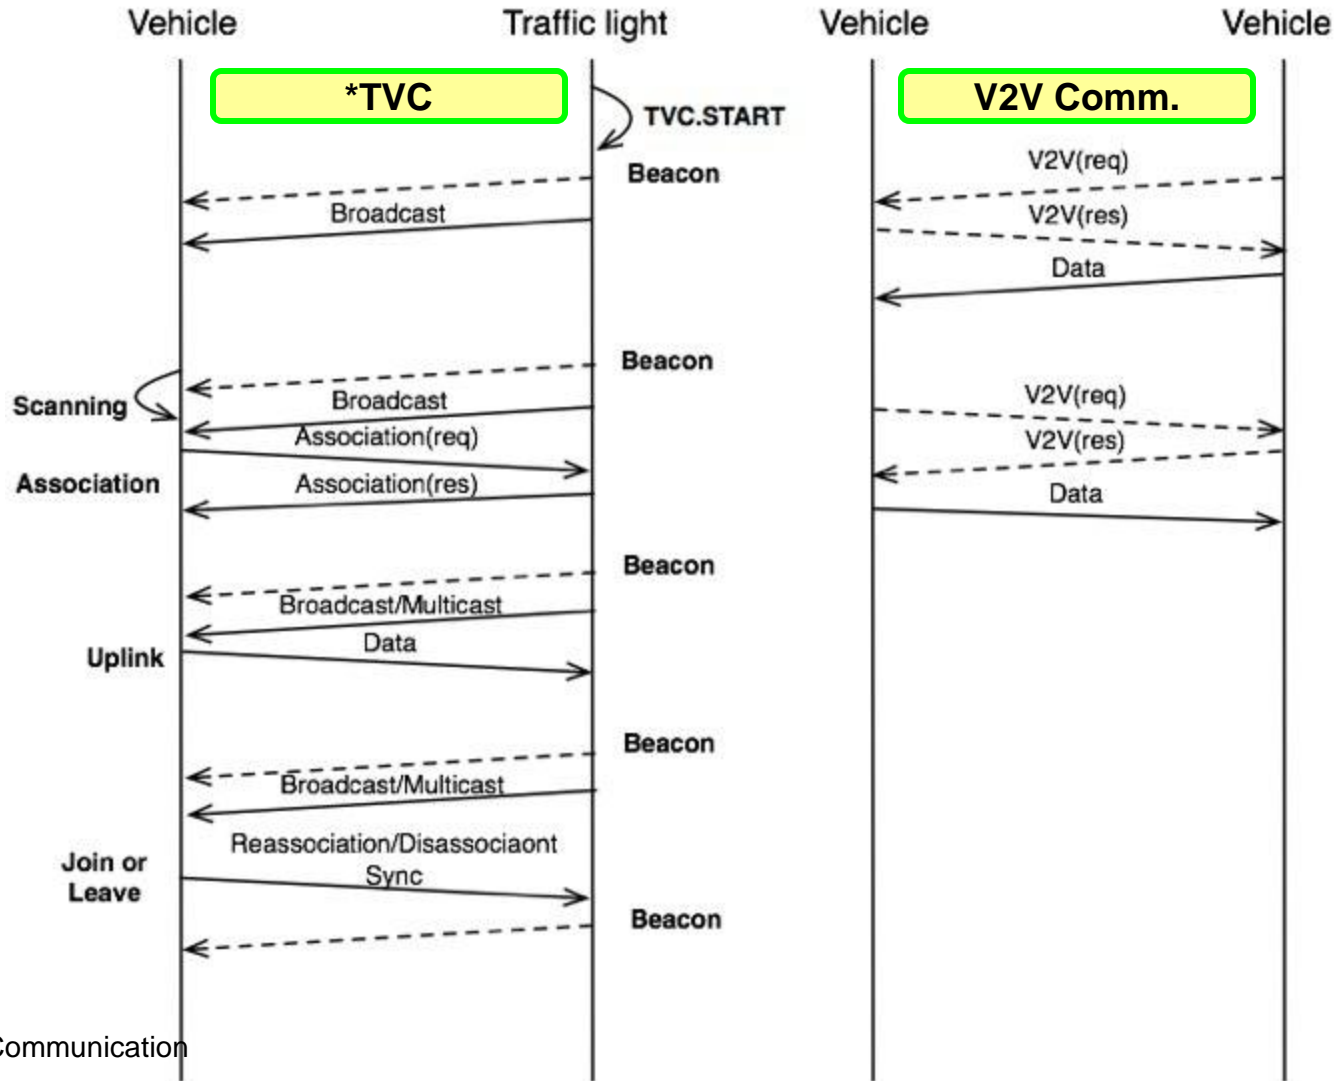 Vehicle
Traffic light
Vehicle
Vehicle
*TVC
V2V Comm.
TVC.START
Beacon
Broadcast
V2V(req)
V2V(res)
Data
Beacon
Scanning
Broadcast
Association(req)
Association
Association(res)
V2V(req)
V2V(res)
Data
Beacon
Broadcast/Multicast
Uplink
Data
Beacon
Broadcast/Multicast
Reassociation/Disassociaont
Sync
Join or
Leave
Beacon
Communication